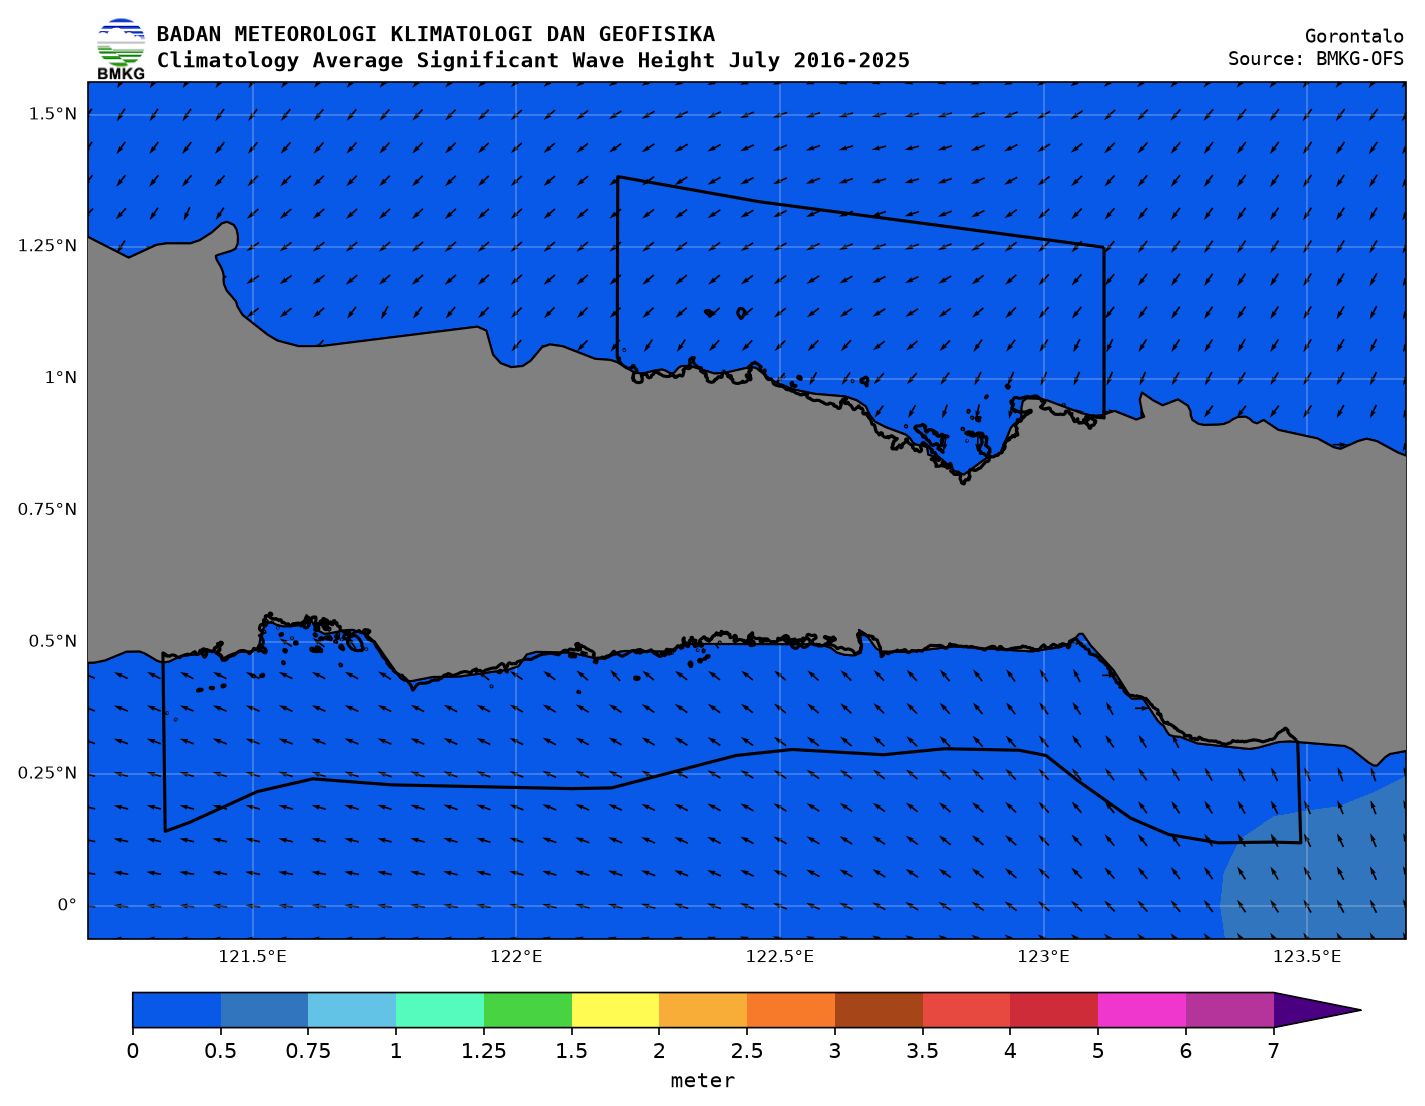 BADAN METEOROLOGI KLIMATOLOGI DAN GEOFISIKA
Climatology Average Significant Wave Height July 2016-2025
BMKG
Gorontalo
Source: BMKG-OFS
1.5°N
1.25°N
1°N
0.75°N
0.5°N
0.25°N
0°
121.5°E 122°E 122.5°E 123°E 123.5°E
0 0.5 0.75 1 1.25 1.5 2 2.5 3 3.5 4 5 6 7
meter